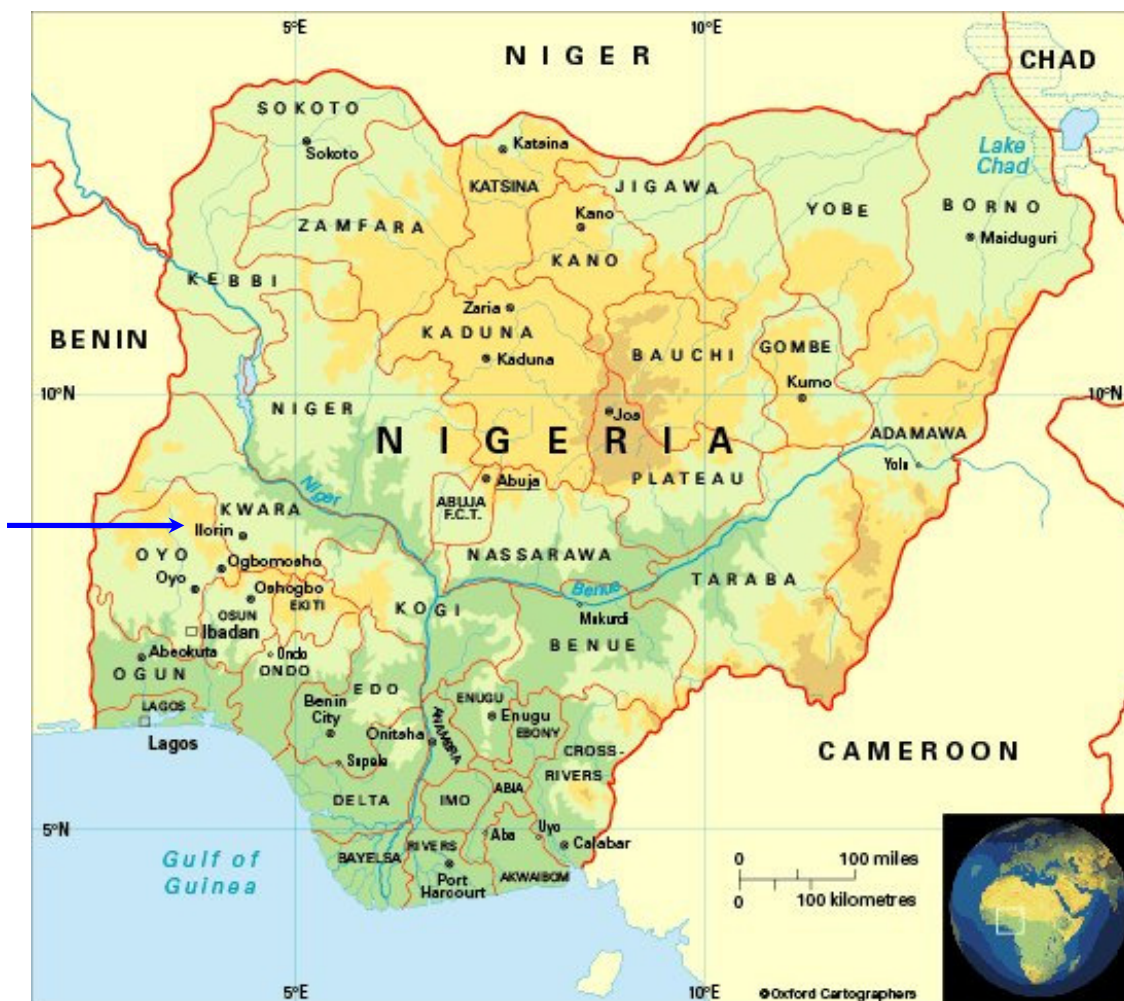 5°E
10°E
NIGER
CHAD
SOKOTO
Sokoto
Katsina
KATSINA
JIGAWA
Lake
Chad
ZAMFARA
Kano
YOBE
BORNO
Maiduguri
KANO
KEBBI
Zaria
KADUNA
Kaduna
BENIN
BAUCHI
GOMBE
Kumo
10°N
10°N
NIGER
Jos
NIGERIA
ADAMAWA
Yola
Niger
Abuja
PLATEAU
ABUJA
F.C.T.
KWARA
Ilorin
OYO
NASSARAWA
Ogbomosho
Oyo
Oshogbo
EKITI
OSUN
KOGI
Benue
TARABA
Makurdi
Ibadan
BENUE
Abeokuta
Ondo
ONDO
OGUN
EDO
ENUGU
Enugu
LAGOS
Benin
City
EBONY
Onitsha
ANAMBRA
Lagos
CROSS-
RIVERS
CAMEROON
Sapele
DELTA
IMO
ABIA
5°N
5°N
Aba
Uyo
Calabar
RIVERS
BAYELSA
Gulf of
Guinea
Port
Harcourt
AKWAIBOM
0 100 miles
0 100 kilometres
5°E
10°E
©Oxford Cartographers